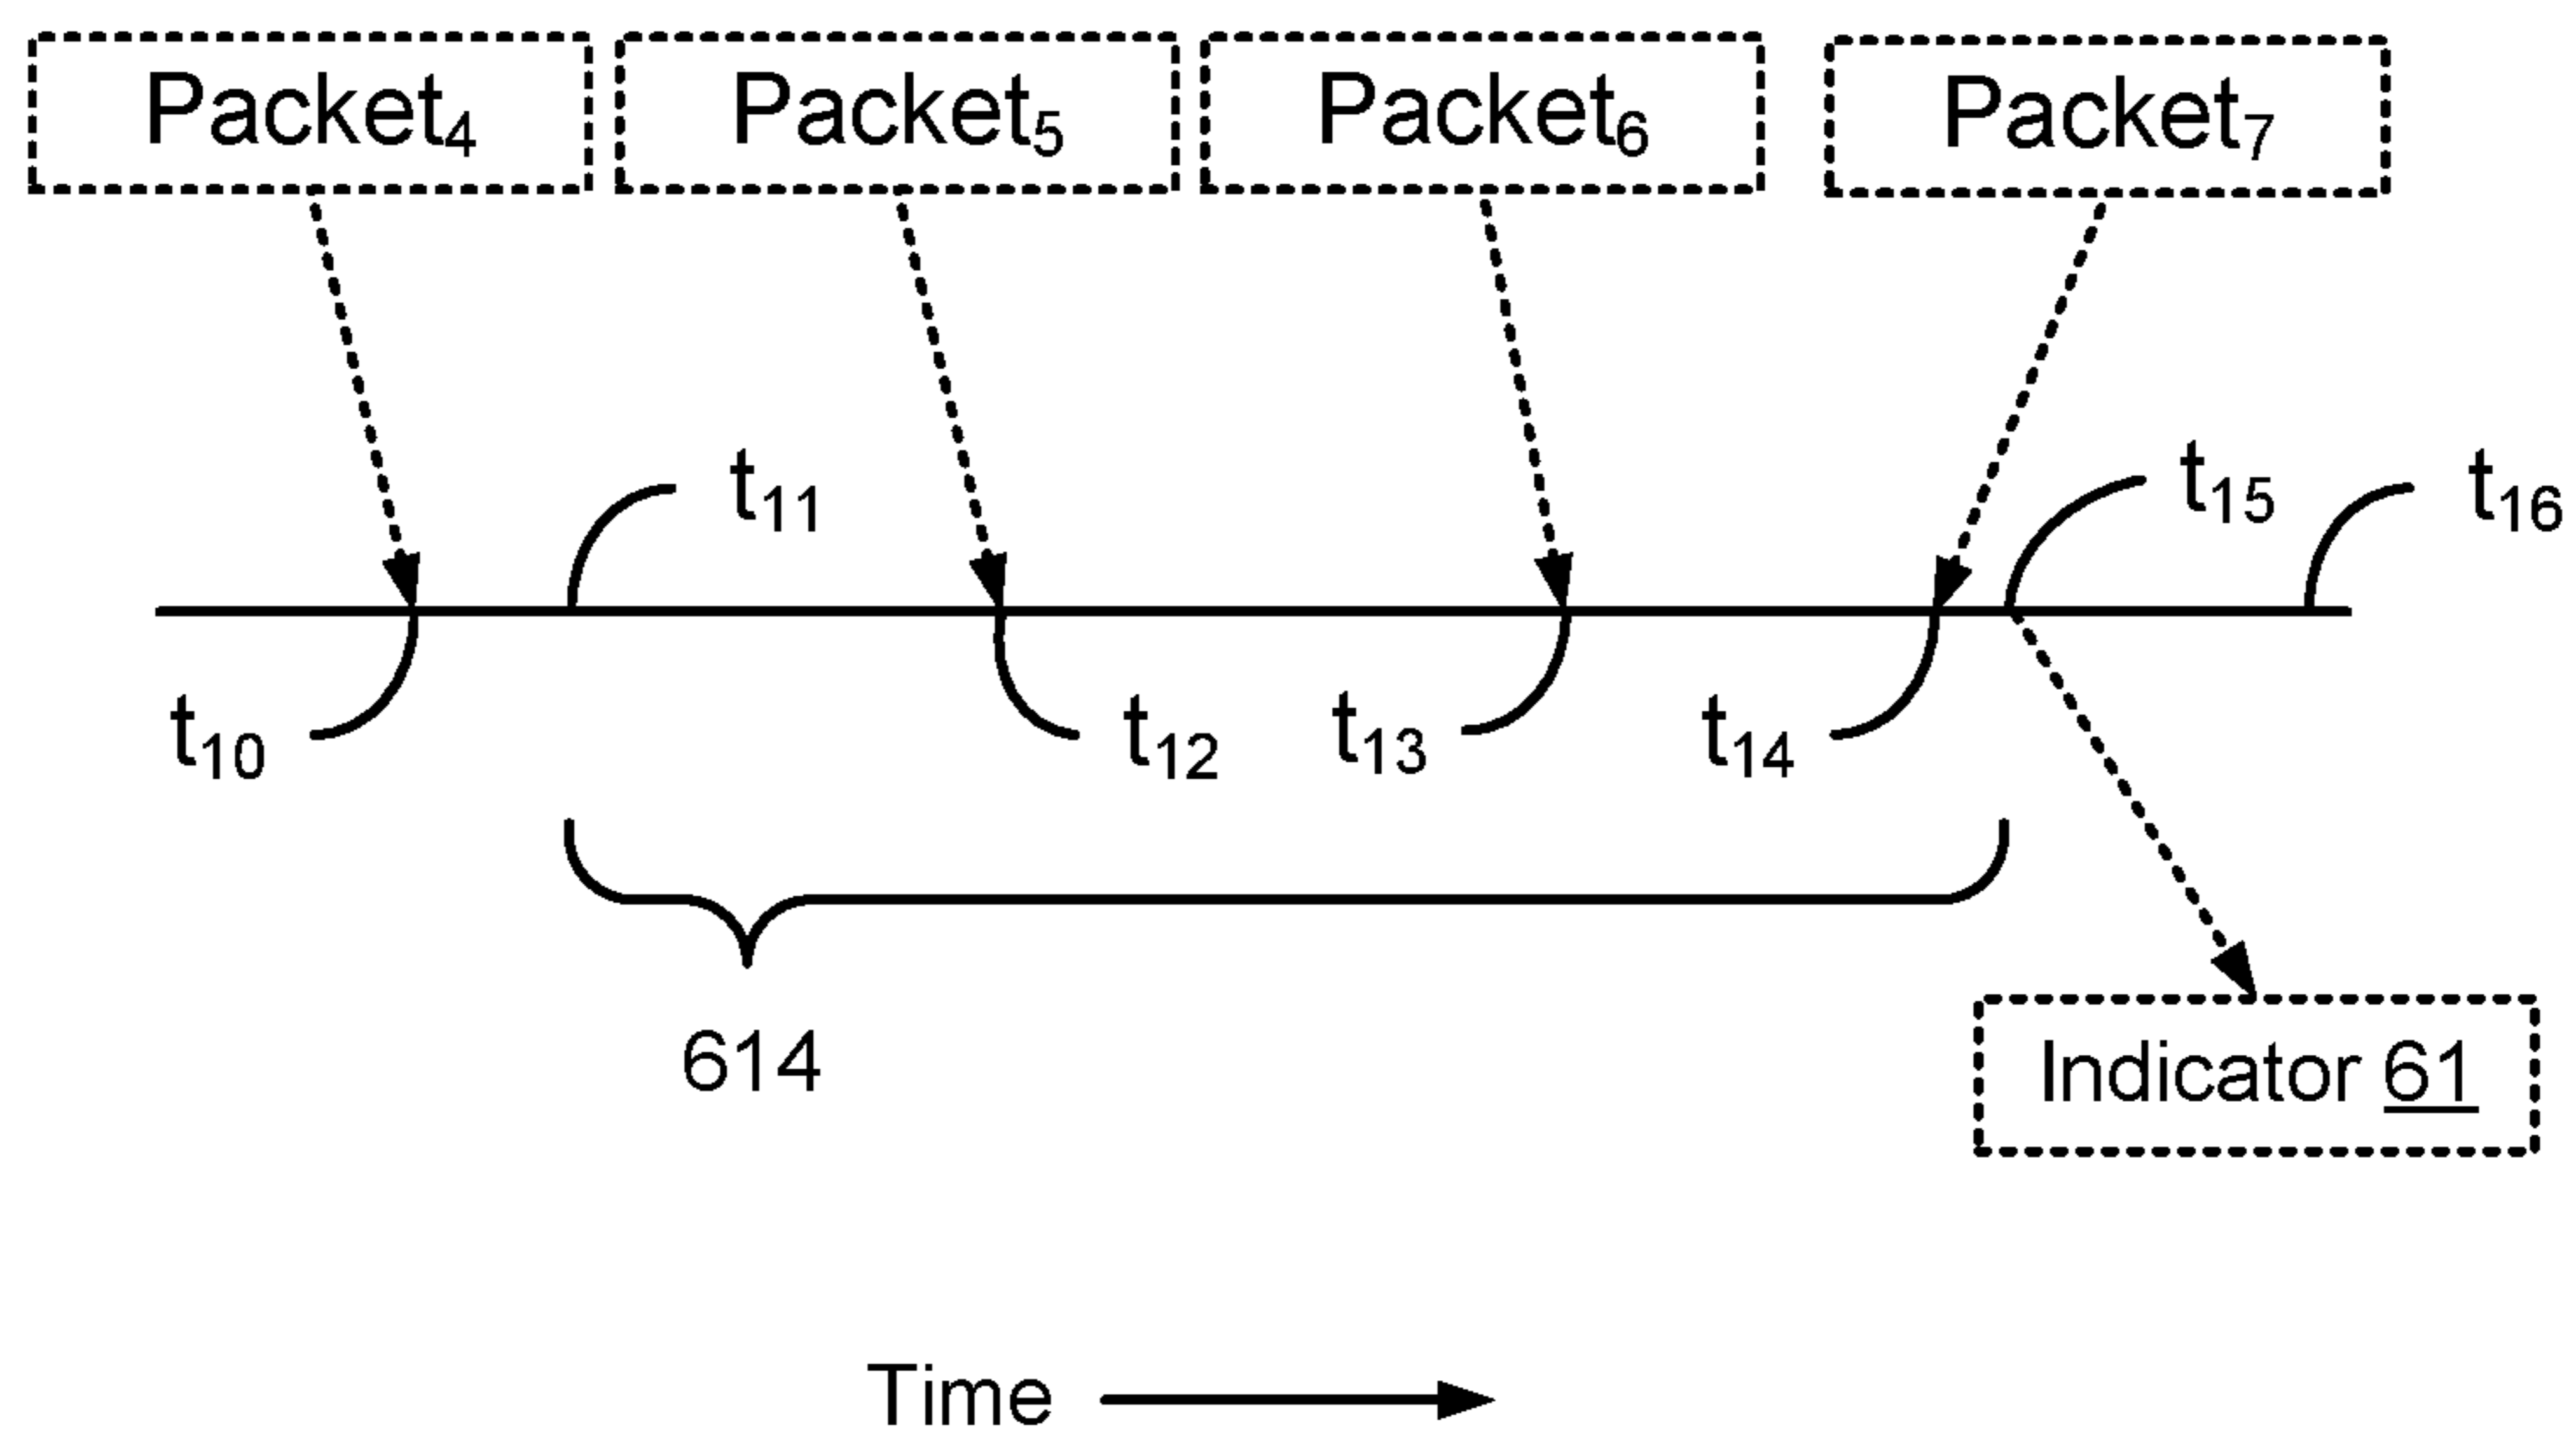 Packet₄ Packet₅ Packet₆ Packet₇
t₁₁ t₁₅ t₁₆
t₁₀ t₁₂ t₁₃ t₁₄
614
Indicator 61
Time